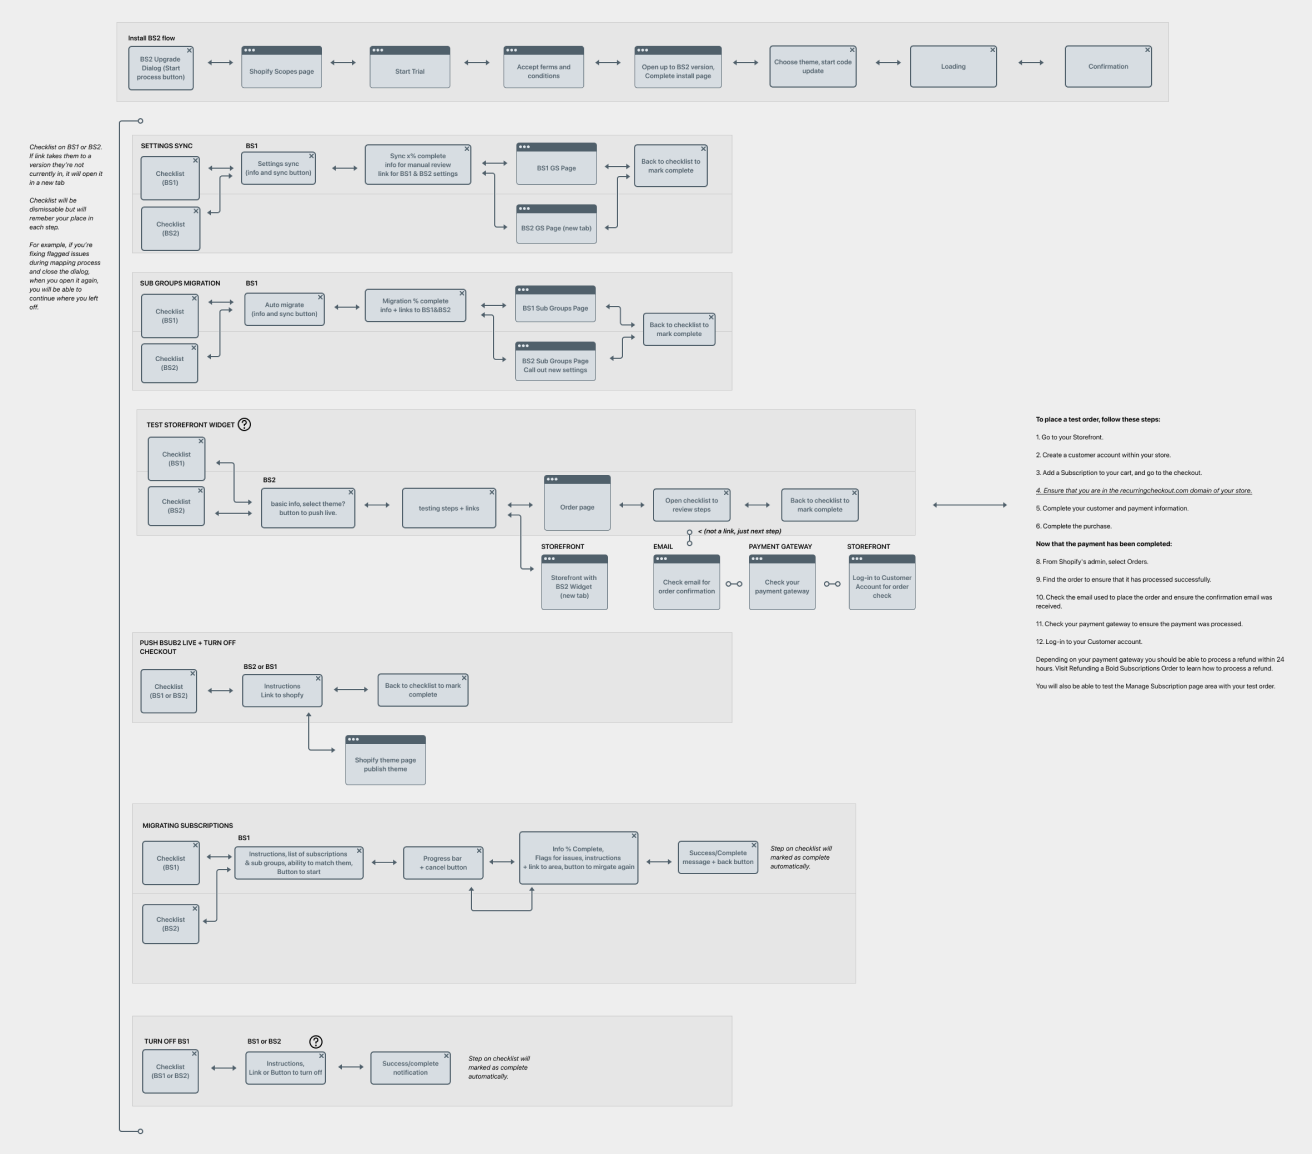 Install BS2 flow
BS2 Upgrade
Dialog (Start
process button)
Shopify Scopes page
Start Trial
Accept ferms and
conditions
Open up to BS2 version,
Complete install page
Choose theme, start code
update
Loading
Confirmation
Checklist on BS1 or BS2.
If link takes them to a
version they're not
currently in, it will open it
in a new tab
Checklist will be
dismissable but will
remeber your place in
each step.
For example, if you're
fixing flagged issues
during mapping process
and close the dialog,
when you open it again,
you will be able to
continue where you left
off.
SETTINGS SYNC
BS1
Checklist
(BS1)
Settings sync
(info and sync button)
Sync x% complete
info for manual review
link for BS1 & BS2 settings
BS1 GS Page
Back to checklist to
mark complete
Checklist
(BS2)
BS2 GS Page (new tab)
SUB GROUPS MIGRATION
BS1
Checklist
(BS1)
Auto migrate
(info and sync button)
Migration % complete
info + links to BS1&BS2
BS1 Sub Groups Page
Back to checklist to
mark complete
Checklist
(BS2)
BS2 Sub Groups Page
Call out new settings
TEST STOREFRONT WIDGET ?
Checklist
(BS1)
BS2
Checklist
(BS2)
basic info, select theme?
button to push live.
testing steps + links
Order page
Open checklist to
review steps
Back to checklist to
mark complete
< (not a link, just next step)
STOREFRONT
EMAIL
PAYMENT GATEWAY
STOREFRONT
Storefront with
BS2 Widget
(new tab)
Check email for
order confirmation
Check your
payment gateway
Log-in to Customer
Account for order
check
To place a test order, follow these steps:
1. Go to your Storefront.
2. Create a customer account within your store.
3. Add a Subscription to your cart, and go to the checkout.
4. Ensure that you are in the recurringcheckout.com domain of your store.
5. Complete your customer and payment information.
6. Complete the purchase.
Now that the payment has been completed:
8. From Shopify's admin, select Orders.
9. Find the order to ensure that it has processed successfully.
10. Check the email used to place the order and ensure the confirmation email was
received.
11. Check your payment gateway to ensure the payment was processed.
12. Log-in to your Customer account.
Depending on your payment gateway you should be able to process a refund within 24
hours. Visit Refunding a Bold Subscriptions Order to learn how to process a refund.
You will also be able to test the Manage Subscription page area with your test order.
PUSH BSUB2 LIVE + TURN OFF
CHECKOUT
BS2 or BS1
Checklist
(BS1 or BS2)
Instructions
Link to shopfy
Back to checklist to mark
complete
Shopify theme page
publish theme
MIGRATING SUBSCRIPTIONS
BS1
Checklist
(BS1)
Instructions, list of subscriptions
& sub groups, ability to match them,
Button to start
Progress bar
+ cancel button
Info % Complete,
Flags for issues, instructions
+ link to area, button to mirgate again
Success/Complete
message + back button
Step on checklist will
marked as complete
automatically.
Checklist
(BS2)
TURN OFF BS1
BS1 or BS2 ?
Checklist
(BS1 or BS2)
Instructions,
Link or Button to turn off
Success/complete
notification
Step on checklist will
marked as complete
automatically.